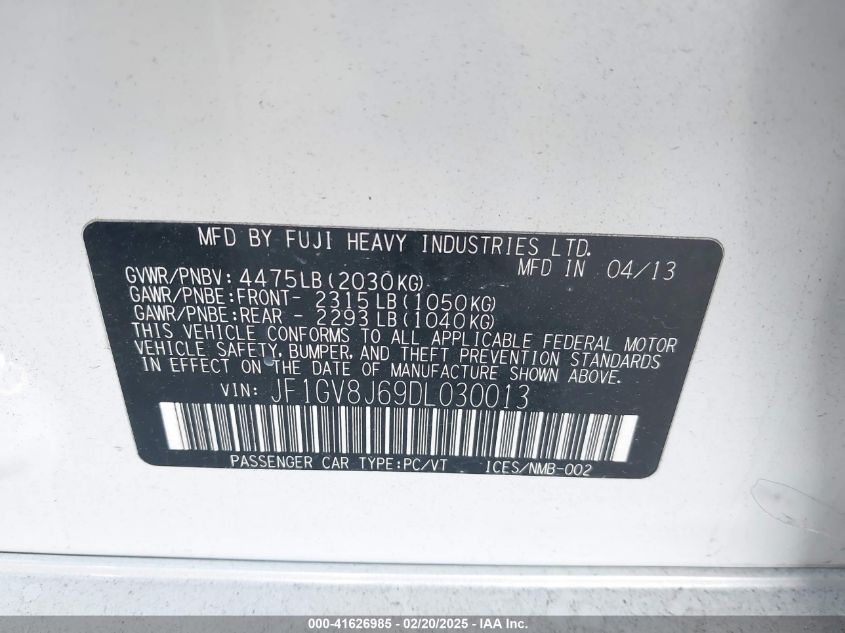 MFD BY FUJI HEAVY INDUSTRIES LTD.
MFD IN 04/13
GVWR/PNBV: 4475LB(2030KG)
GAWR/PNBE:FRONT- 2315LB(1050KG)
GAWR/PNBE:REAR - 2293LB(1040KG)
THIS VEHICLE CONFORMS TO ALL APPLICABLE FEDERAL MOTOR
VEHICLE SAFETY, BUMPER, AND THEFT PREVENTION STANDARDS
IN EFFECT ON THE DATE OF MANUFACTURE SHOWN ABOVE.
VIN: JF1GV8J69DL030013
PASSENGER CAR TYPE:PC/VT ICES/NMB-002
000-41626985 - 02/20/2025 - IAA Inc.